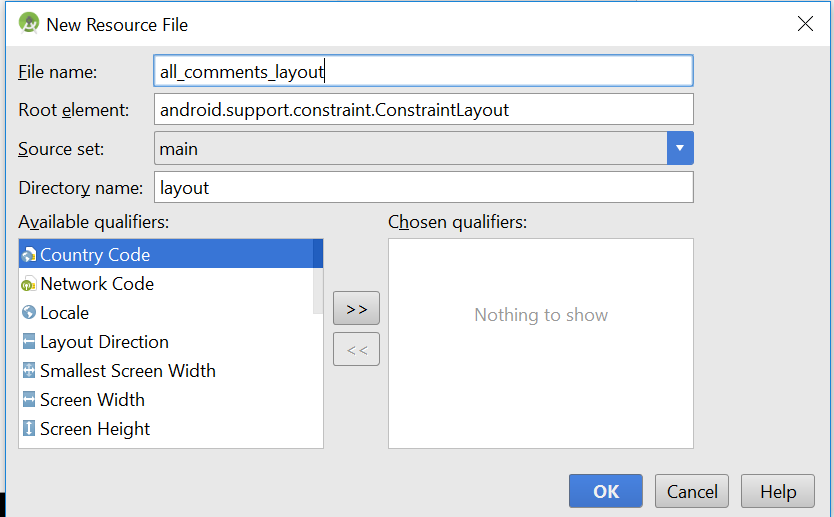 New Resource File
File name: all_comments_layout
Root element: android.support.constraint.ConstraintLayout
Source set: main
Directory name: layout
Available qualifiers: Chosen qualifiers:
Country Code
Network Code
Locale
Layout Direction
Smallest Screen Width
Screen Width
Screen Height
>>
<<
Nothing to show
OK Cancel Help